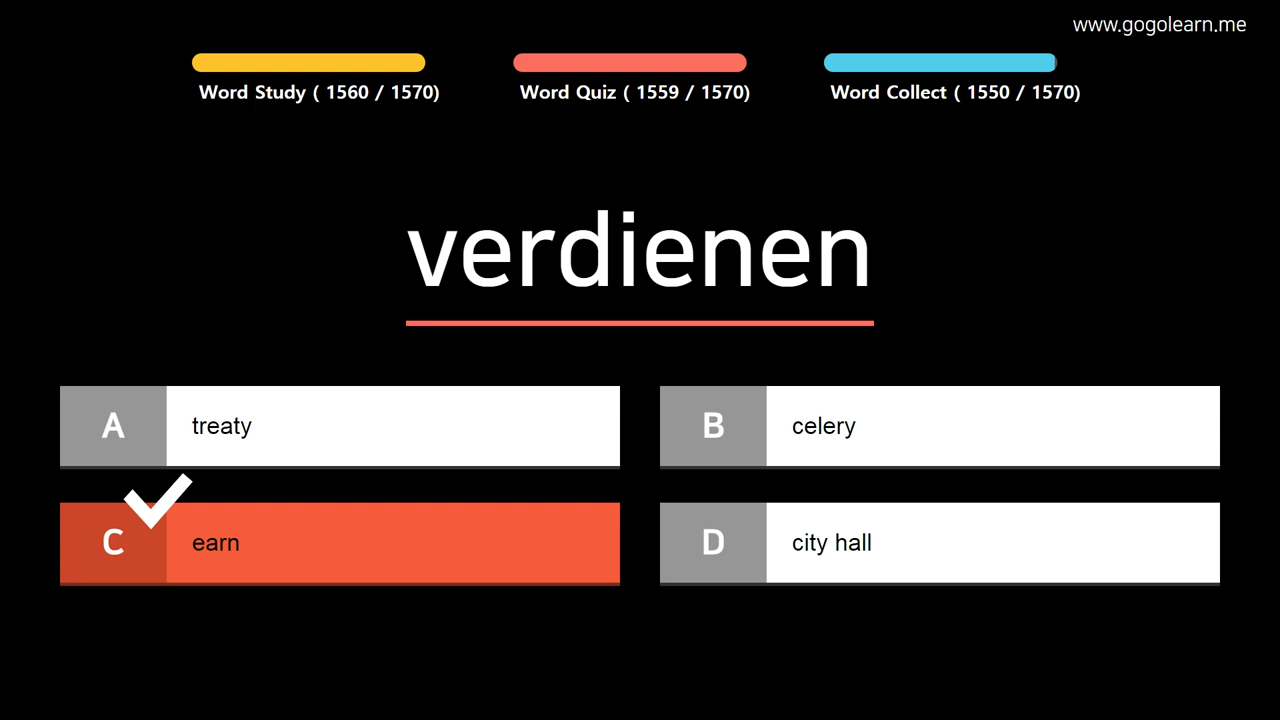 www.gogolearn.me
Word Study ( 1560 / 1570)
Word Quiz ( 1559 / 1570)
Word Collect ( 1550 / 1570)
verdienen
A treaty
B celery
C earn
D city hall